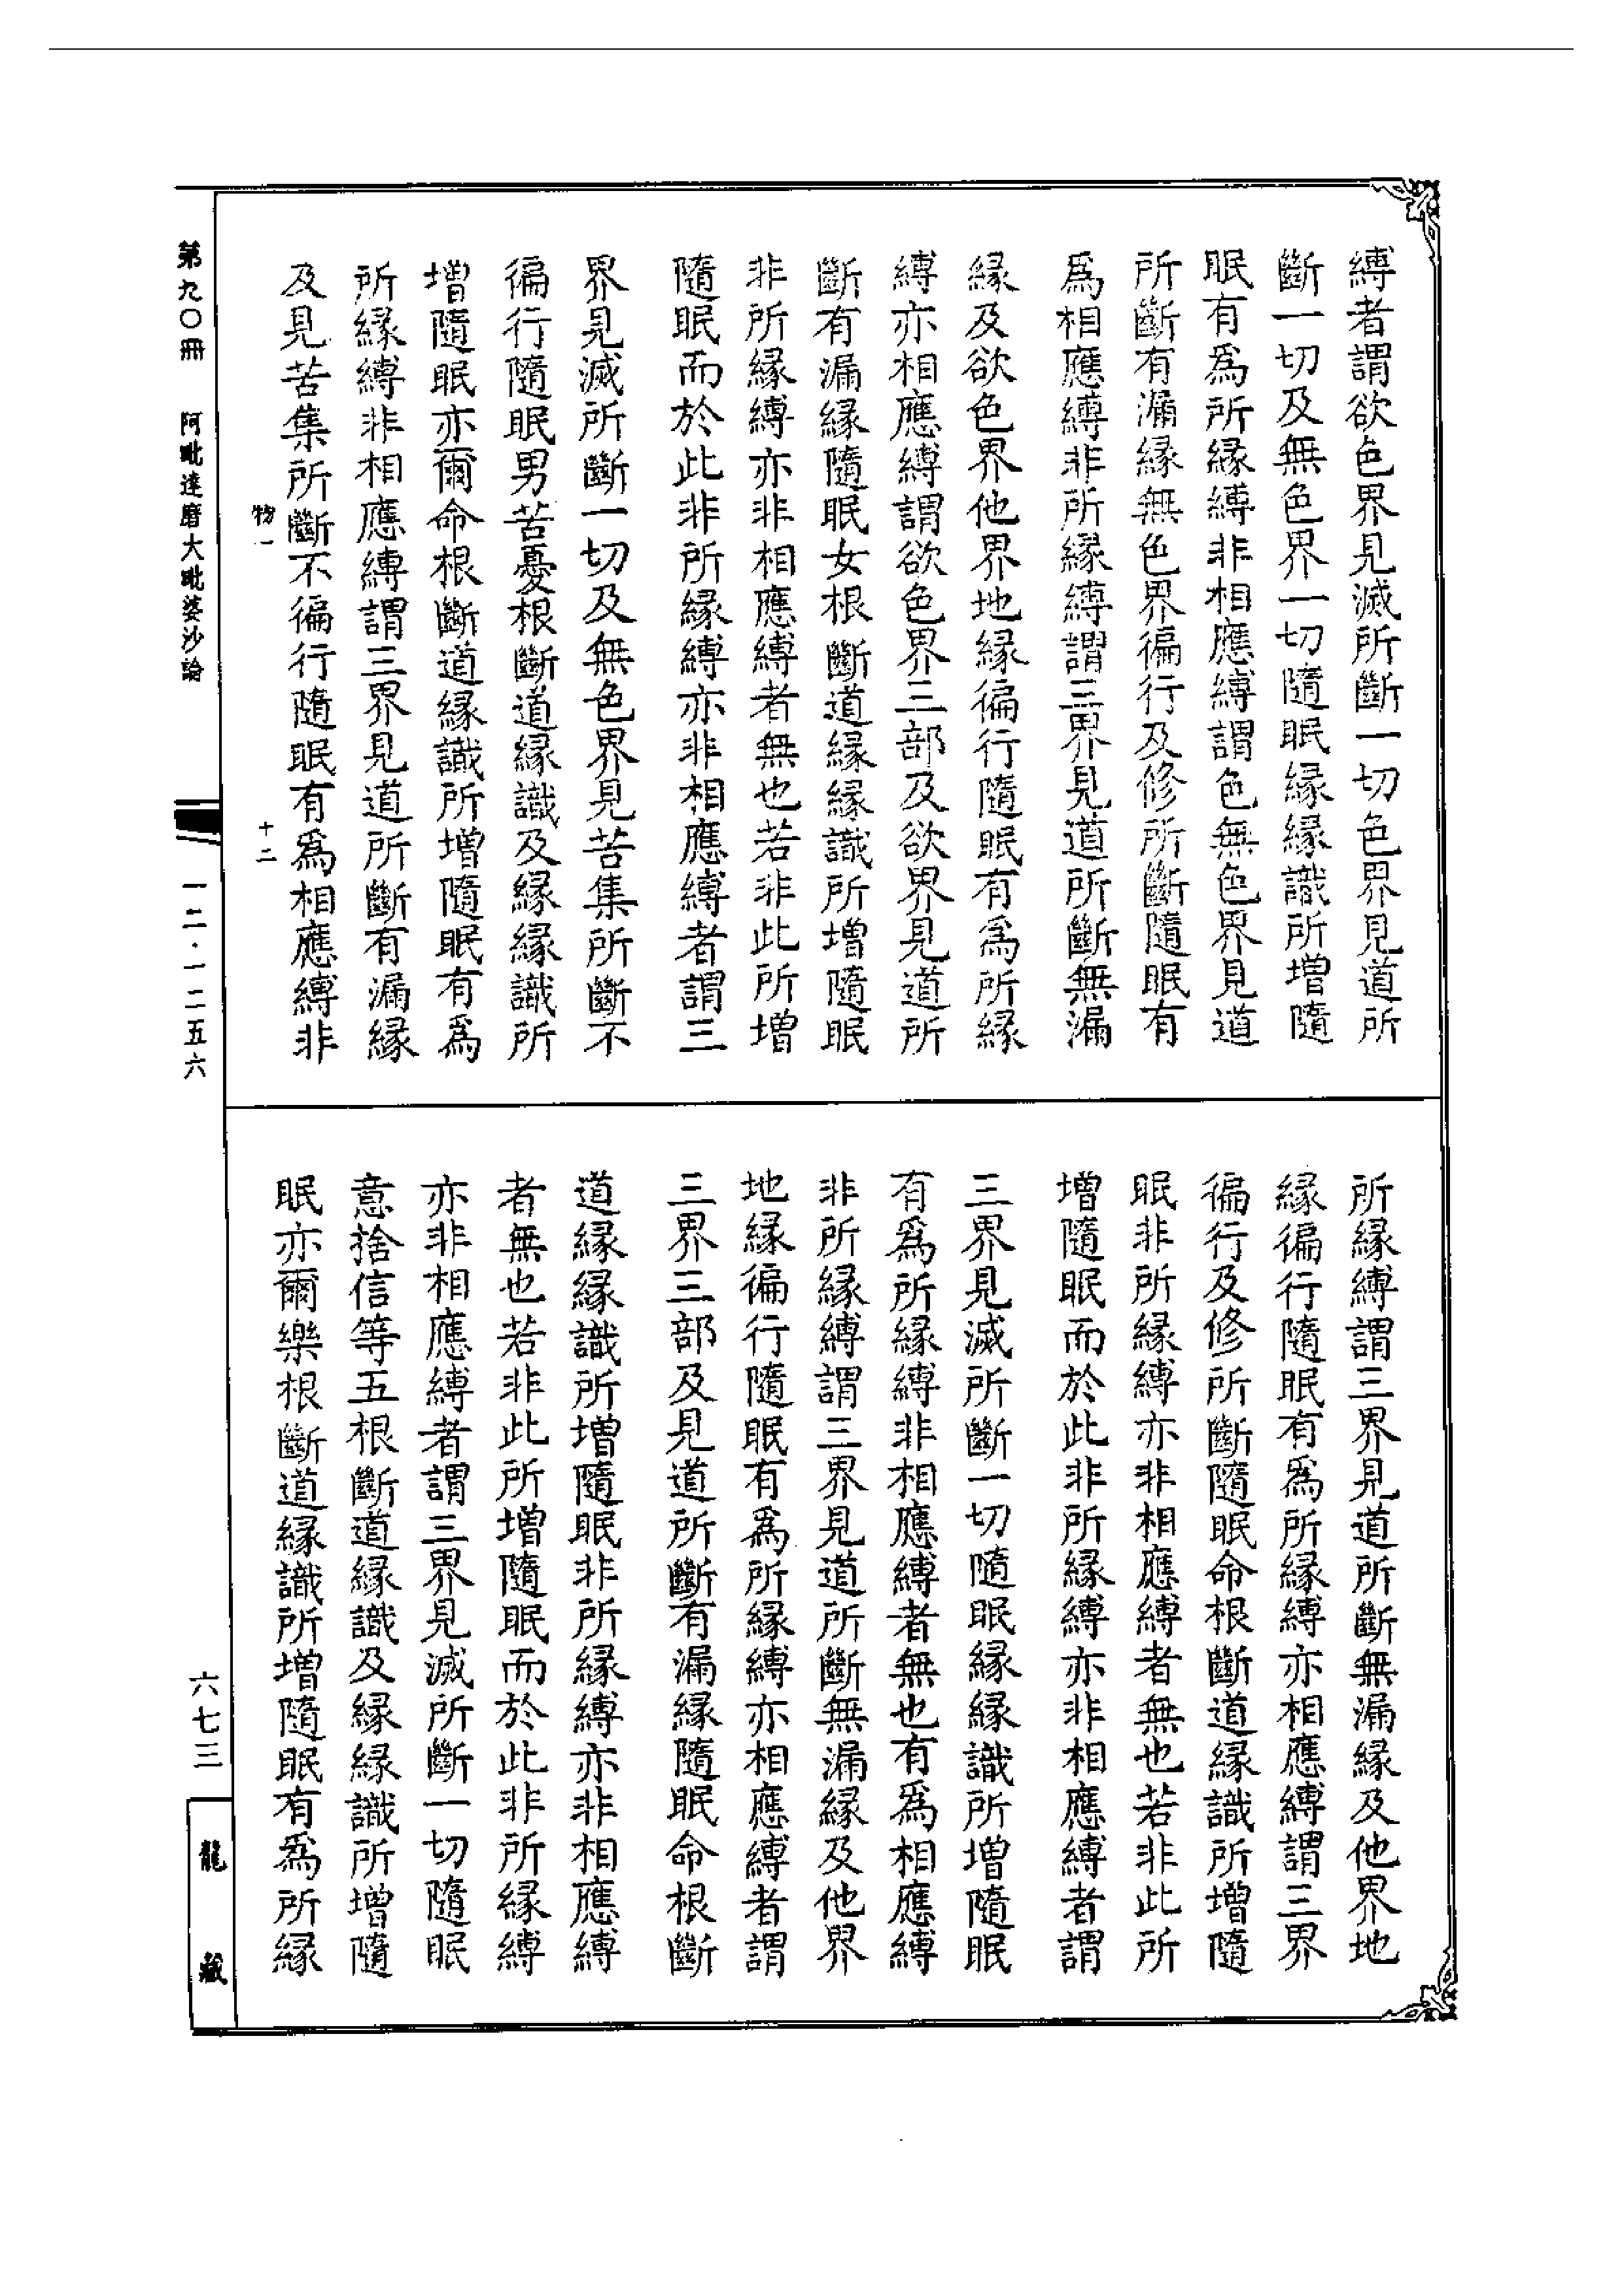 縛者謂欲色界見滅所斷一切色界見道所
斷一切及無色界一切隨眠緣緣識所增隨
眠有爲所緣縛非相應縛謂色無色界見道
所斷有漏緣無色界徧行及修所斷隨眠有
爲相應縛非所緣縛謂三界見道所斷無漏
緣及欲色界他界地緣徧行隨眠有爲所緣
縛亦相應縛謂欲色界三部及欲界見道所
斷有漏緣隨眠女根斷道緣緣識所增隨眠
非所緣縛亦非相應縛者無也若非此所增
隨眠而於此非所緣縛亦非相應縛者謂三
界見滅所斷一切及無色界見苦集所斷不
徧行隨眠男苦憂根斷道緣識及緣緣識所
增隨眠亦爾命根斷道緣識所增隨眠有爲
所緣縛非相應縛謂三界見道所斷有漏緣
及見苦集所斷不徧行隨眠有爲相應縛非
所緣縛謂三界見道所斷無漏緣及他界地
緣徧行隨眠有爲所緣縛亦相應縛謂三界
徧行及修所斷隨眠命根斷道緣識所增隨
眠非所緣縛亦非相應縛者無也若非此所
增隨眠而於此非所緣縛亦非相應縛者謂
三界見滅所斷一切隨眠緣緣識所增隨眠
有爲所緣縛非相應縛者無也有爲相應縛
非所緣縛謂三界見道所斷無漏緣及他界
地緣徧行隨眠有爲所緣縛亦相應縛者謂
三界三部及見道所斷有漏緣隨眠命根斷
道緣緣識所增隨眠非所緣縛亦非相應縛
者無也若非此所增隨眠而於此非所緣縛
亦非相應縛者謂三界見滅所斷一切隨眠
意捨信等五根斷道緣識及緣緣識所增隨
眠亦爾樂根斷道緣識所增隨眠有爲所緣
物一
十二
第九〇冊 阿毗達磨大毗婆沙論
一二·一二五六
六七三
龍藏